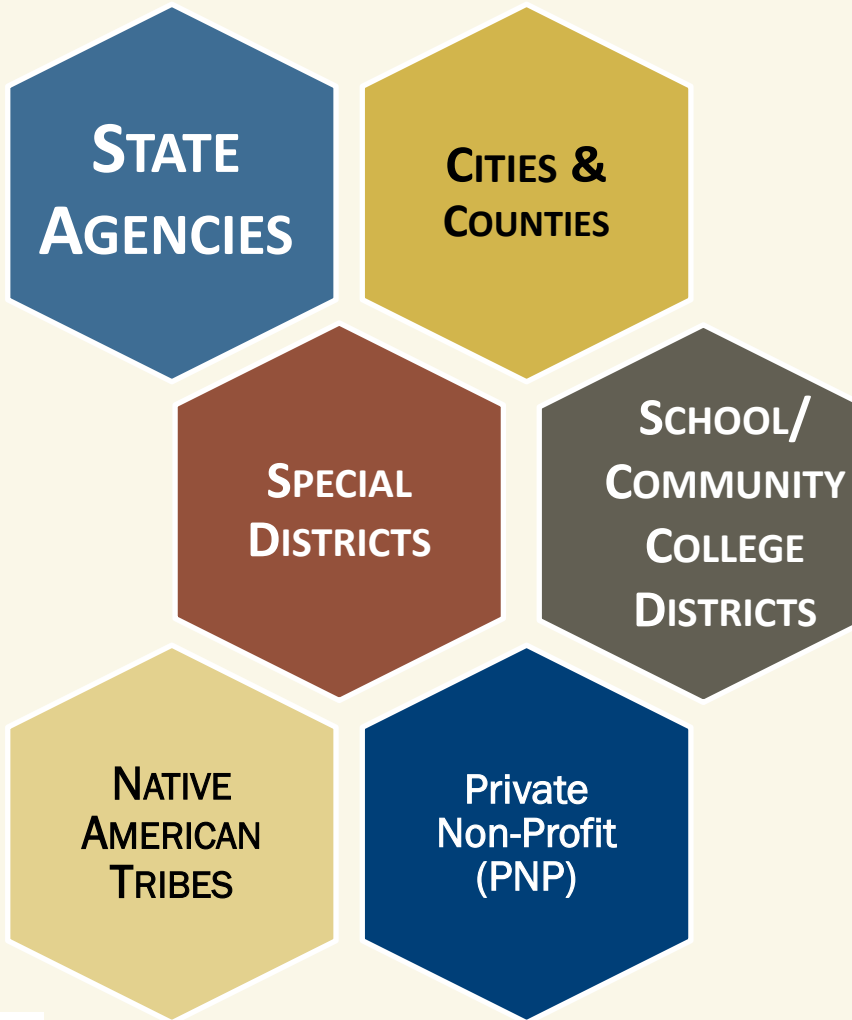 STATE
AGENCIES
CITIES &
COUNTIES
SPECIAL
DISTRICTS
SCHOOL/
COMMUNITY
COLLEGE
DISTRICTS
NATIVE
AMERICAN
TRIBES
Private
Non-Profit
(PNP)